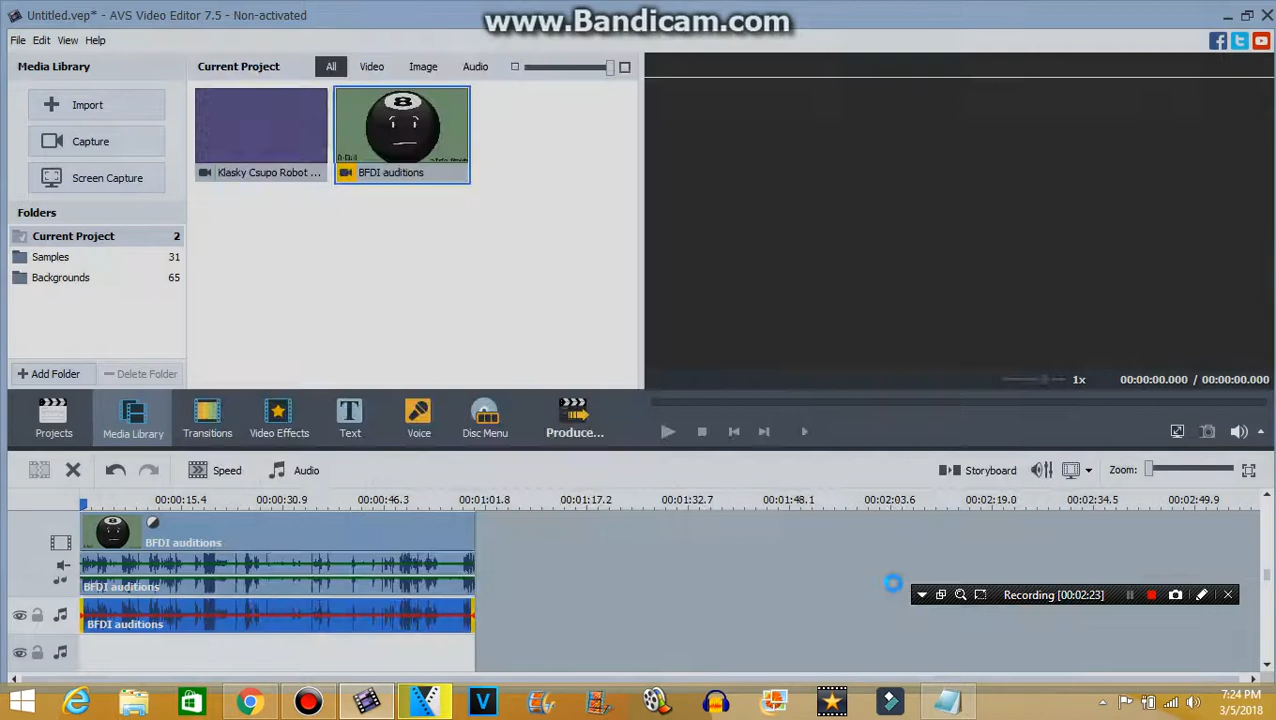 Untitled.vep* - AVS Video Editor 7.5 - Non-activated
www.Bandicam.com
File Edit View Help
Media Library
Current Project
All
Video
Image
Audio
Import
Capture
Screen Capture
Klasky Csupo Robot ...
BFDI auditions
Folders
Current Project 2
Samples 31
Backgrounds 65
Add Folder
Delete Folder
1x
00:00:00.000 / 00:00:00.000
Projects
Media Library
Transitions
Video Effects
Text
Voice
Disc Menu
Produce...
Speed
Audio
Storyboard
Zoom:
00:00:15.4 00:00:30.9 00:00:46.3 00:01:01.8 00:01:17.2 00:01:32.7 00:01:48.1 00:02:03.6 00:02:19.0 00:02:34.5 00:02:49.9
BFDI auditions
BFDI auditions
BFDI auditions
Recording [00:02:23]
7:24 PM
3/5/2018